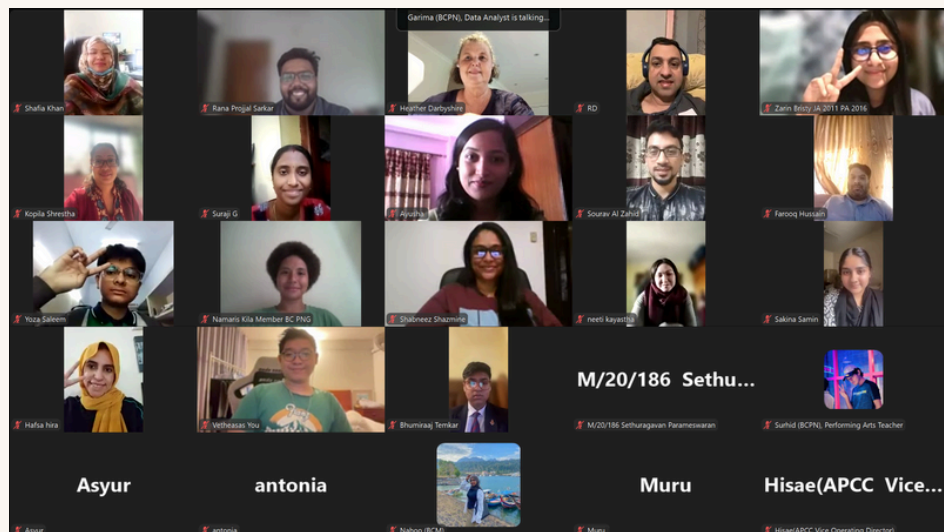 Garima (BCPN), Data Analyst is talking...
Shafia Khan
Rana Projjal Sarkar
Heather Darbyshire
RD
Zarin Bristy JA 2011 PA 2016
Kopila Shrestha
Suraji G
Ayusha
Sourav Al Zahid
Farooq Hussain
Yoza Saleem
Namaris Kila Member BC PNG
Shabneez Shazmine
neeti kayastha
Sakina Samin
Hafsa hira
Vetheasas You
Bhumiraaj Temkar
M/20/186 Sethu...
M/20/186 Sethuragavan Parameswaran
Surhid (BCPN), Performing Arts Teacher
Asyur
Asyur
antonia
antonia
Nahoo (BCM)
Muru
Muru
Hisae(APCC Vice...
Hisae(APCC Vice Operating Director)